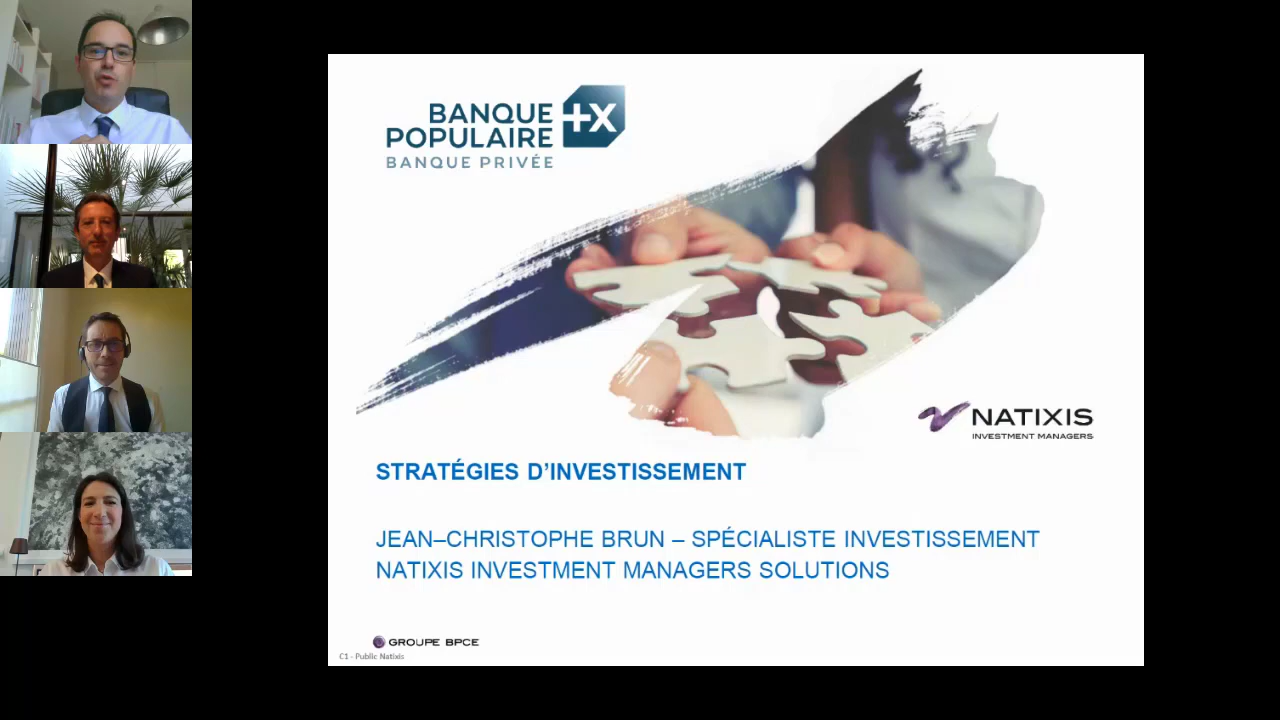 BANQUE
POPULAIRE
+X
BANQUE PRIVÉE
NATIXIS
INVESTMENT MANAGERS
STRATÉGIES D’INVESTISSEMENT
JEAN–CHRISTOPHE BRUN – SPÉCIALISTE INVESTISSEMENT
NATIXIS INVESTMENT MANAGERS SOLUTIONS
GROUPE BPCE
C1 - Public Natixis